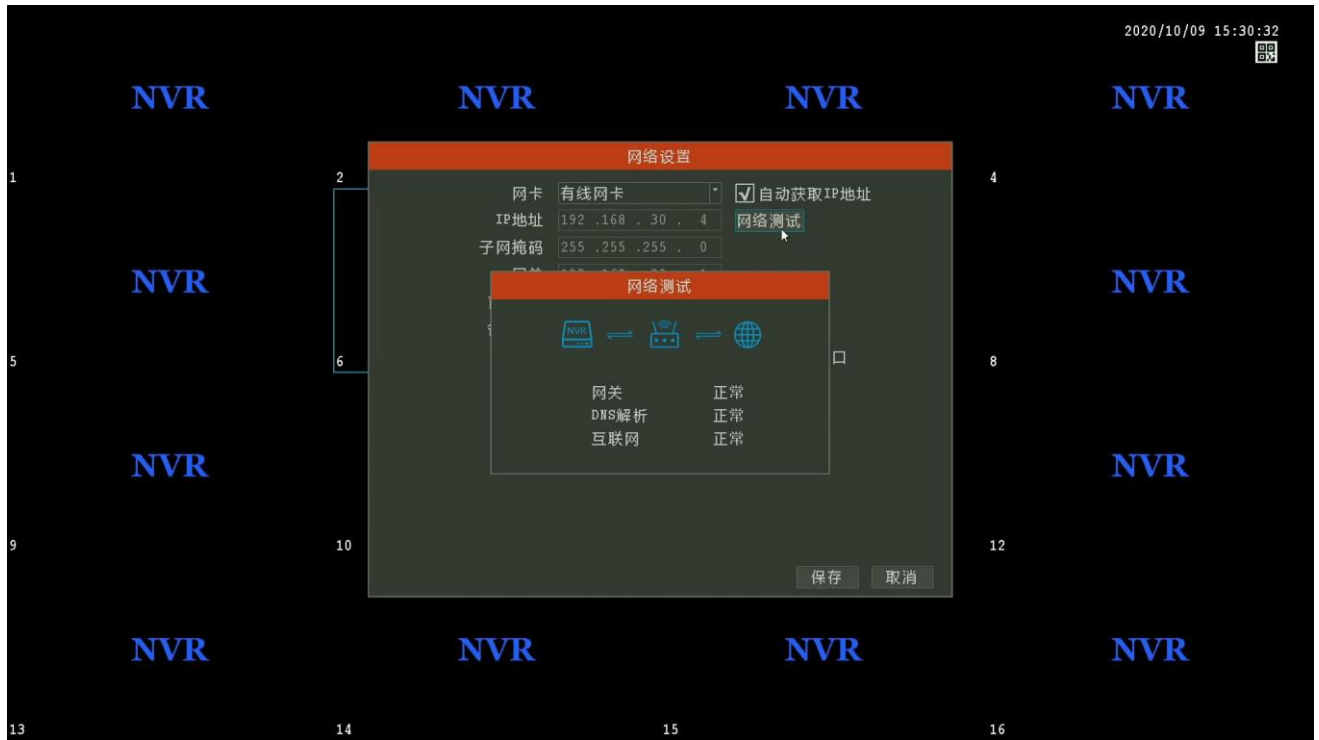 2020/10/09 15:30:32
NVR NVR NVR NVR
网络设置
1 2 4
网卡 有线网卡 自动获取IP地址
IP地址 192 .168 . 30 . 4 网络测试
子网掩码 255 .255 .255 . 0
NVR NVR
网络测试
NVR
口
5 6 8
网关 正常
DNS解析 正常
互联网 正常
NVR NVR
9 10 12
保存 取消
NVR NVR NVR NVR
13 14 15 16